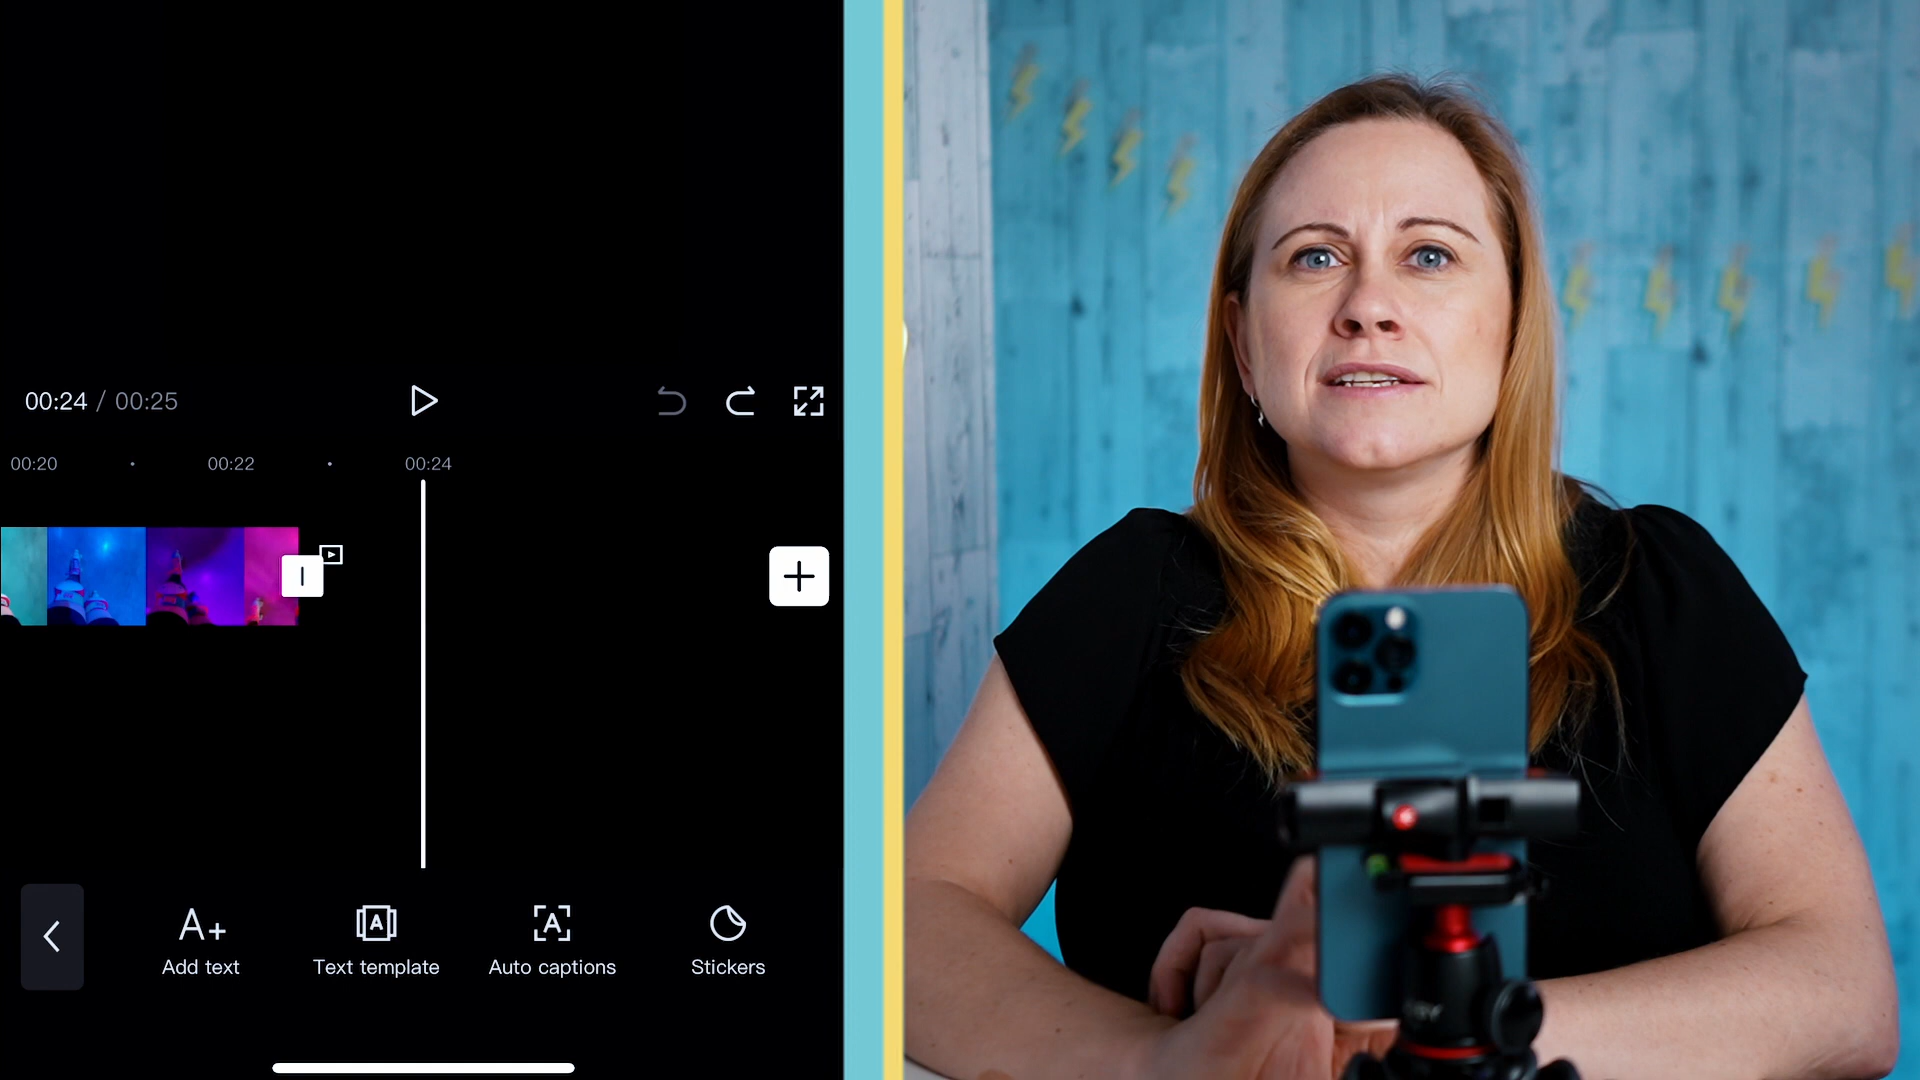 00:24 / 00:25
00:20 00:22 00:24
A+ A A
Add text Text template Auto captions Stickers